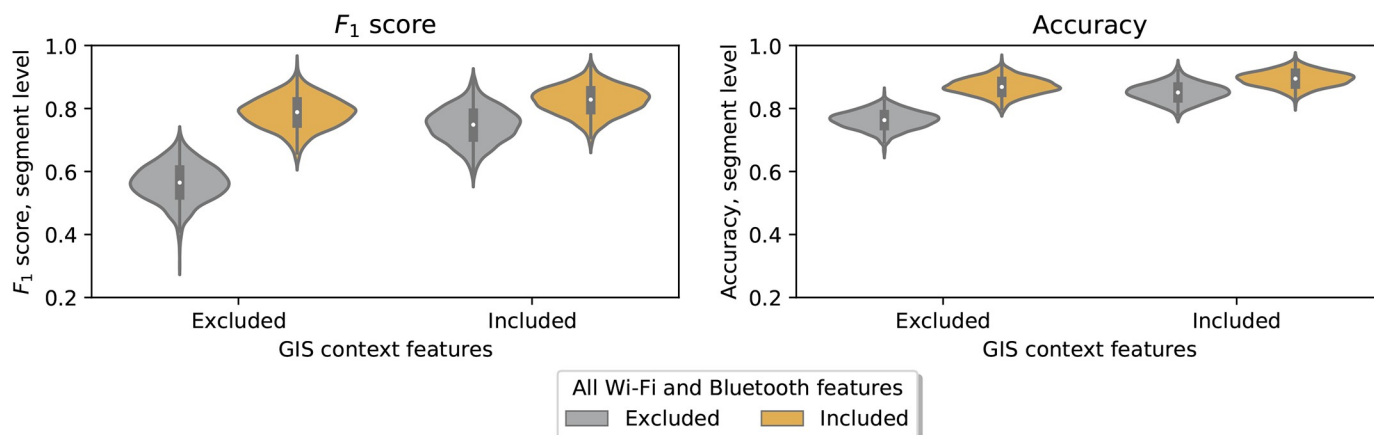 F₁ score
1.0
0.8
0.6
0.4
0.2
F₁ score, segment level
Excluded
Included
GIS context features
Accuracy
1.0
0.8
0.6
0.4
0.2
Accuracy, segment level
Excluded
Included
GIS context features
All Wi-Fi and Bluetooth features
Excluded Included